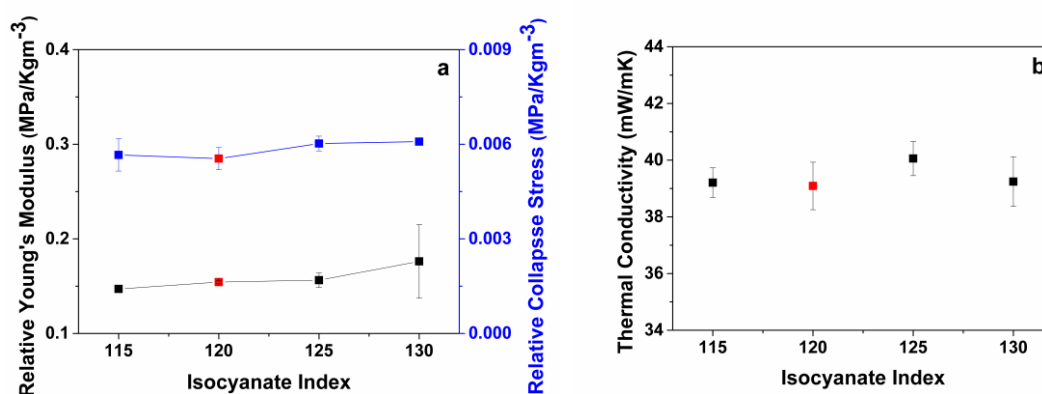 a
0.4
0.3
0.2
0.1
Relative Young's Modulus (MPa/Kgm-3)
0.009
0.006
0.003
0.000
Relative Collapsse Stress (MPa/Kgm-3)
115 120 125 130
Isocyanate Index
b
44
42
40
38
36
34
Thermal Conductivity (mW/mK)
115 120 125 130
Isocyanate Index